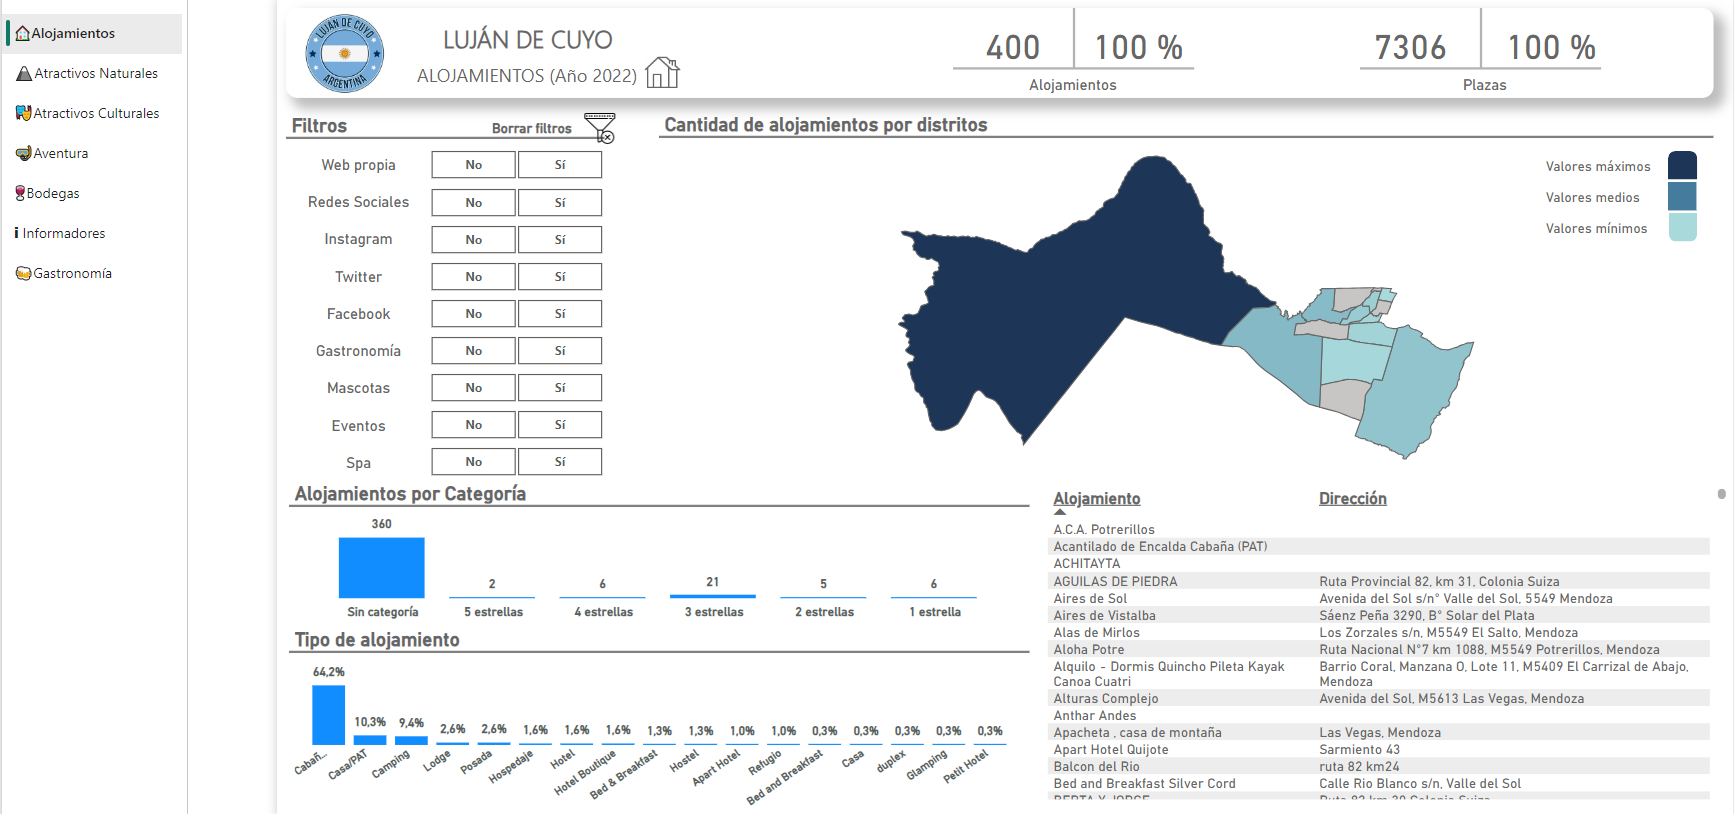 Alojamientos
Atractivos Naturales
Atractivos Culturales
Aventura
Bodegas
i Informadores
Gastronomía
LUJÁN DE CUYO
ARGENTINA
LUJÁN DE CUYO
ALOJAMIENTOS (Año 2022)
400 100 %
Alojamientos
7306 100 %
Plazas
Filtros
Borrar filtros
Web propia No Sí
Redes Sociales No Sí
Instagram No Sí
Twitter No Sí
Facebook No Sí
Gastronomía No Sí
Mascotas No Sí
Eventos No Sí
Spa No Sí
Cantidad de alojamientos por distritos
Valores máximos
Valores medios
Valores mínimos
Alojamientos por Categoría
360 2 6 21 5 6
Sin categoría 5 estrellas 4 estrellas 3 estrellas 2 estrellas 1 estrella
Tipo de alojamiento
64,2% 10,3% 9,4% 2,6% 2,6% 1,6% 1,6% 1,6% 1,3% 1,3% 1,0% 1,0% 0,3% 0,3% 0,3% 0,3% 0,3%
Cabañ... Casa/PAT Camping Lodge Posada Hospedaje Hotel Hotel Boutique Bed & Breakfast Hostel Apart Hotel Refugio Bed and Breakfast Casa duplex Glamping Petit Hotel
Alojamiento Dirección
A.C.A. Potrerillos
Acantilado de Encalda Cabaña (PAT)
ACHITAYTA
AGUILAS DE PIEDRA Ruta Provincial 82, km 31, Colonia Suiza
Aires de Sol Avenida del Sol s/n° Valle del Sol, 5549 Mendoza
Aires de Vistalba Sáenz Peña 3290, B° Solar del Plata
Alas de Mirlos Los Zorzales s/n, M5549 El Salto, Mendoza
Aloha Potre Ruta Nacional N°7 km 1088, M5549 Potrerillos, Mendoza
Alquilo - Dormis Quincho Pileta Kayak Barrio Coral, Manzana O, Lote 11, M5409 El Carrizal de Abajo,
Canoa Cuatri Mendoza
Alturas Complejo Avenida del Sol, M5613 Las Vegas, Mendoza
Anthar Andes
Apacheta , casa de montaña Las Vegas, Mendoza
Apart Hotel Quijote Sarmiento 43
Balcon del Rio ruta 82 km24
Bed and Breakfast Silver Cord Calle Rio Blanco s/n, Valle del Sol
BERTA Y JORGE Ruta 82 km 30 Colonia Suiza